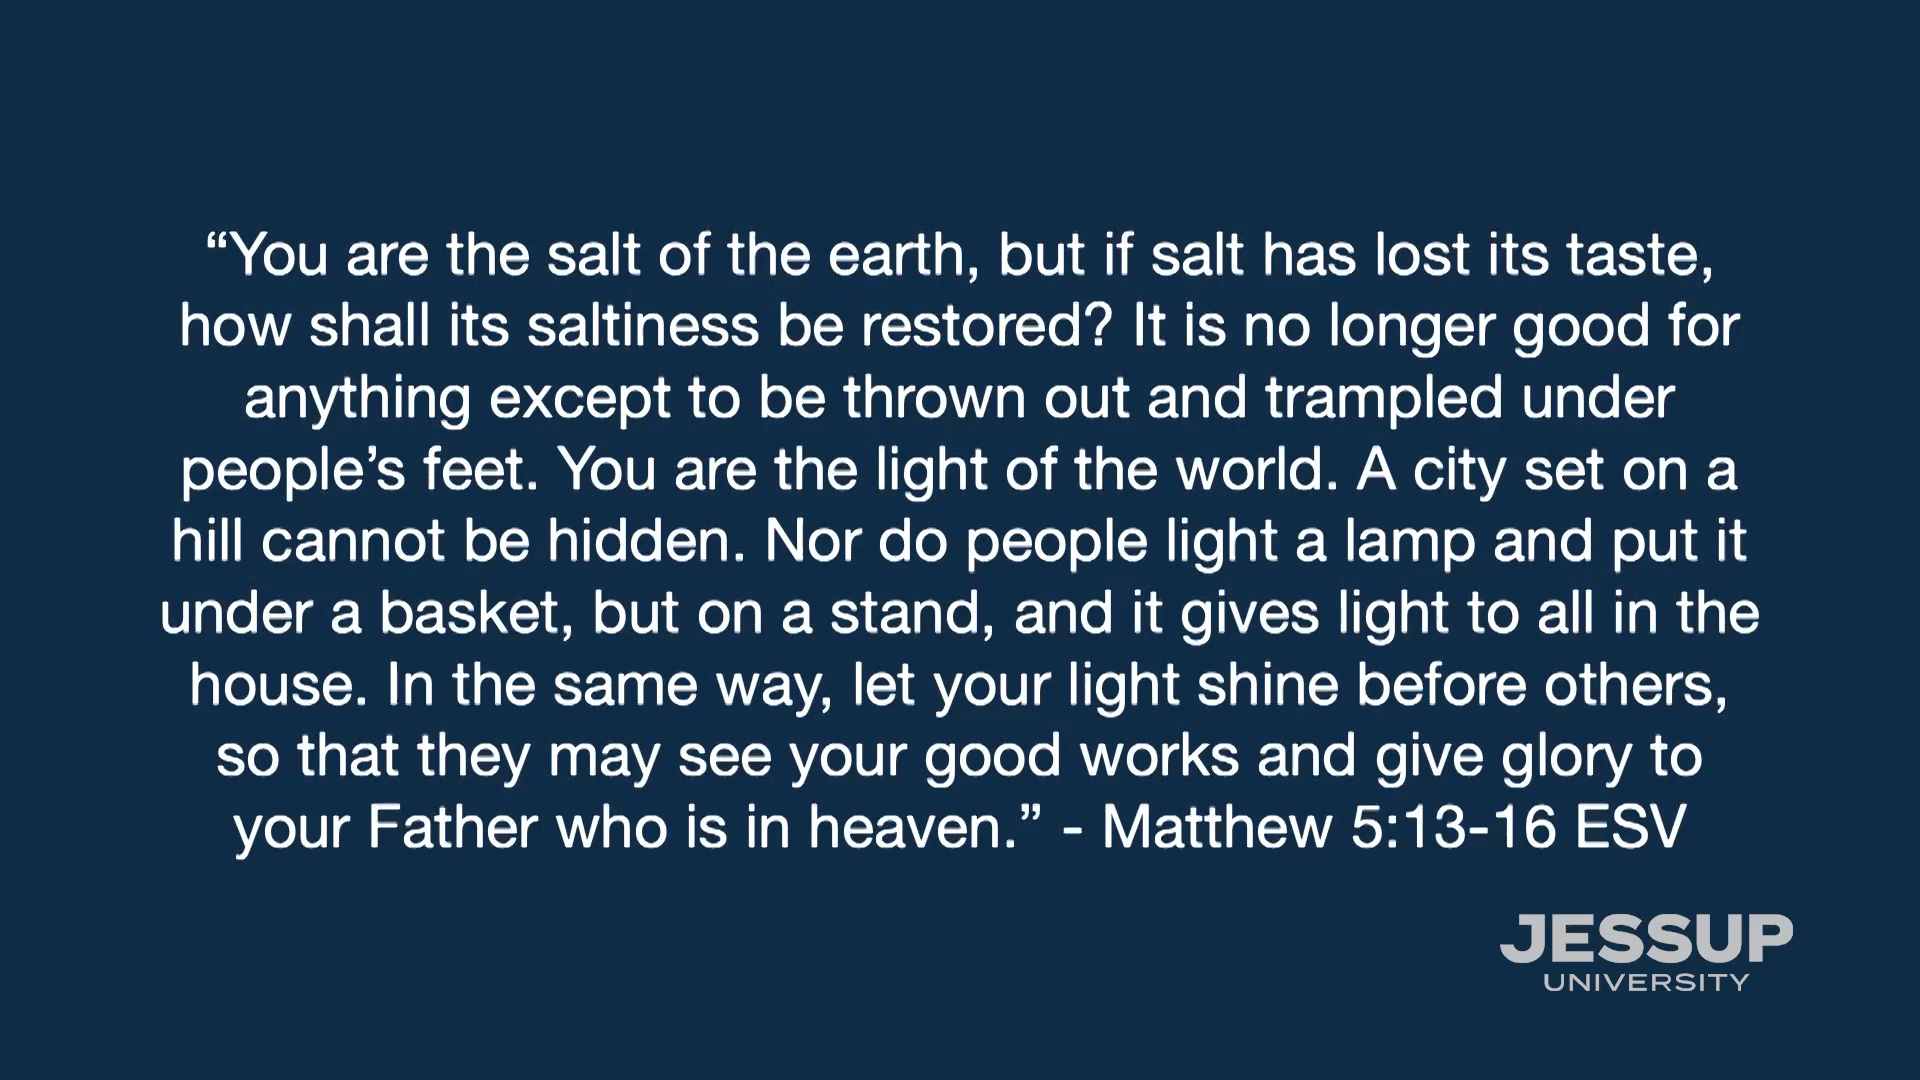 “You are the salt of the earth, but if salt has lost its taste,
how shall its saltiness be restored? It is no longer good for
anything except to be thrown out and trampled under
people’s feet. You are the light of the world. A city set on a
hill cannot be hidden. Nor do people light a lamp and put it
under a basket, but on a stand, and it gives light to all in the
house. In the same way, let your light shine before others,
so that they may see your good works and give glory to
your Father who is in heaven.” - Matthew 5:13-16 ESV
JESSUP
UNIVERSITY